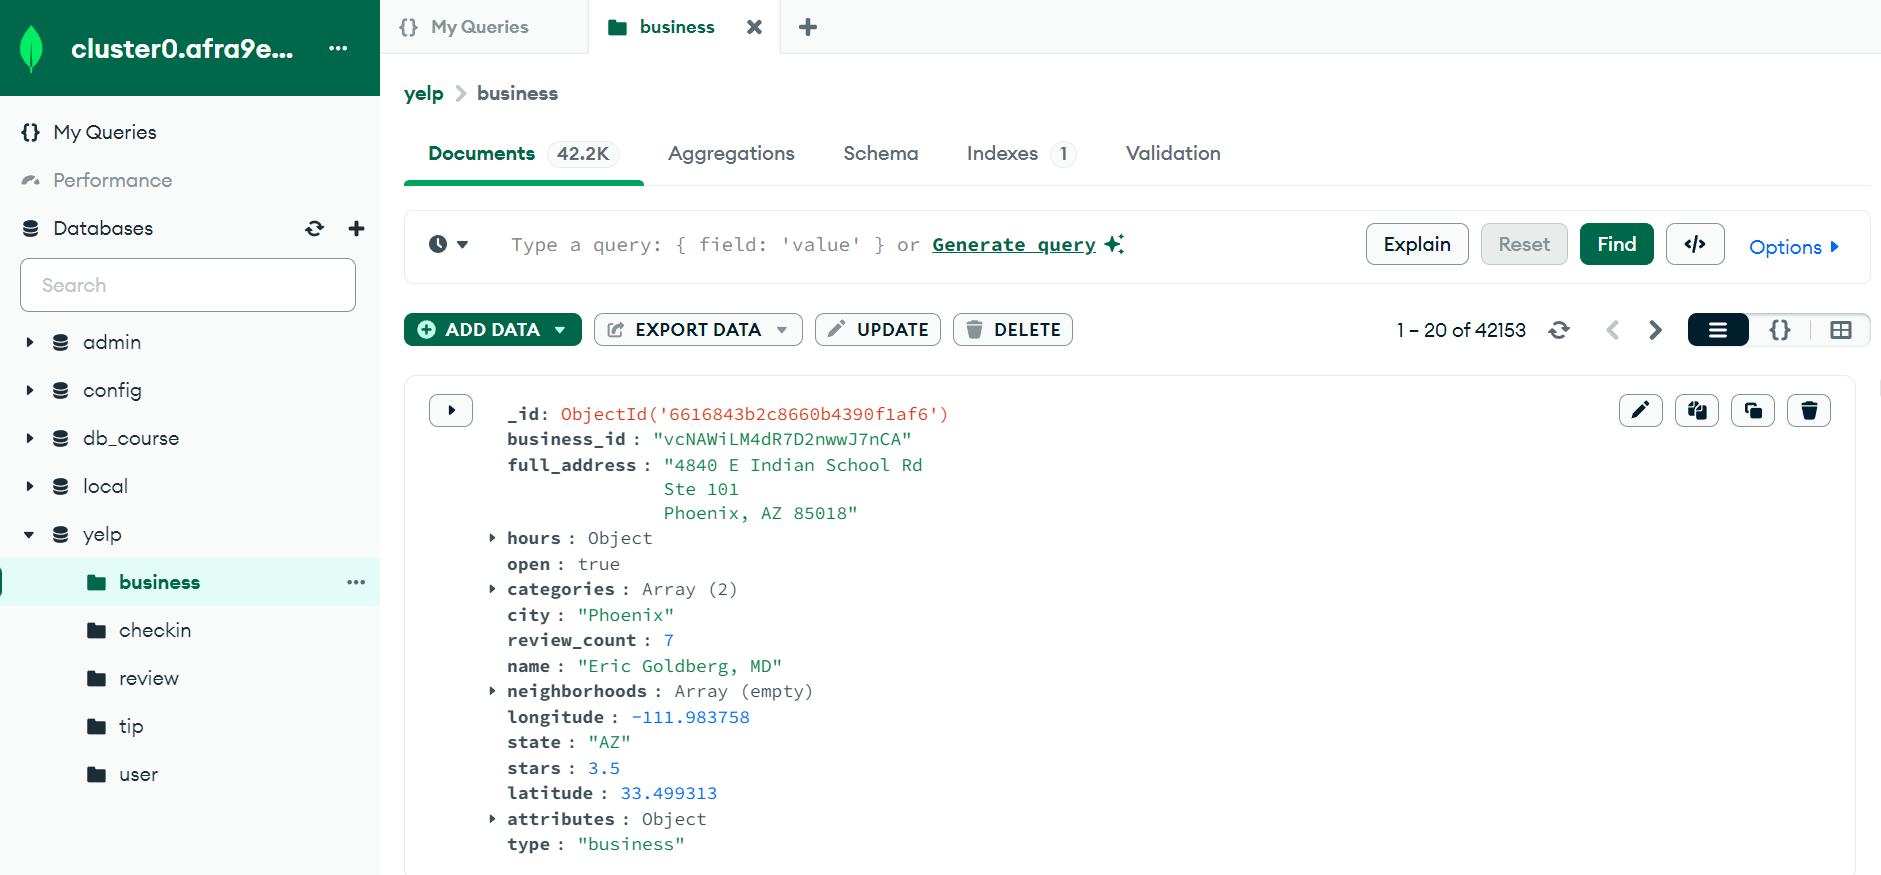 cluster0.afra9e...
My Queries
Performance
Databases
Search
admin
config
db_course
local
yelp
business
checkin
review
tip
user
{} My Queries
business
yelp > business
Documents 42.2K Aggregations Schema Indexes 1 Validation
Type a query: { field: 'value' } or Generate query
Explain Reset Find </> Options
ADD DATA EXPORT DATA UPDATE DELETE
1 – 20 of 42153
{}
_id: ObjectId('6616843b2c8660b4390f1af6')
business_id : "vcNAWiLM4dR7D2nwwJ7nCA"
full_address : "4840 E Indian School Rd
Ste 101
Phoenix, AZ 85018"
hours : Object
open : true
categories : Array (2)
city : "Phoenix"
review_count : 7
name : "Eric Goldberg, MD"
neighborhoods : Array (empty)
longitude : -111.983758
state : "AZ"
stars : 3.5
latitude : 33.499313
attributes : Object
type : "business"